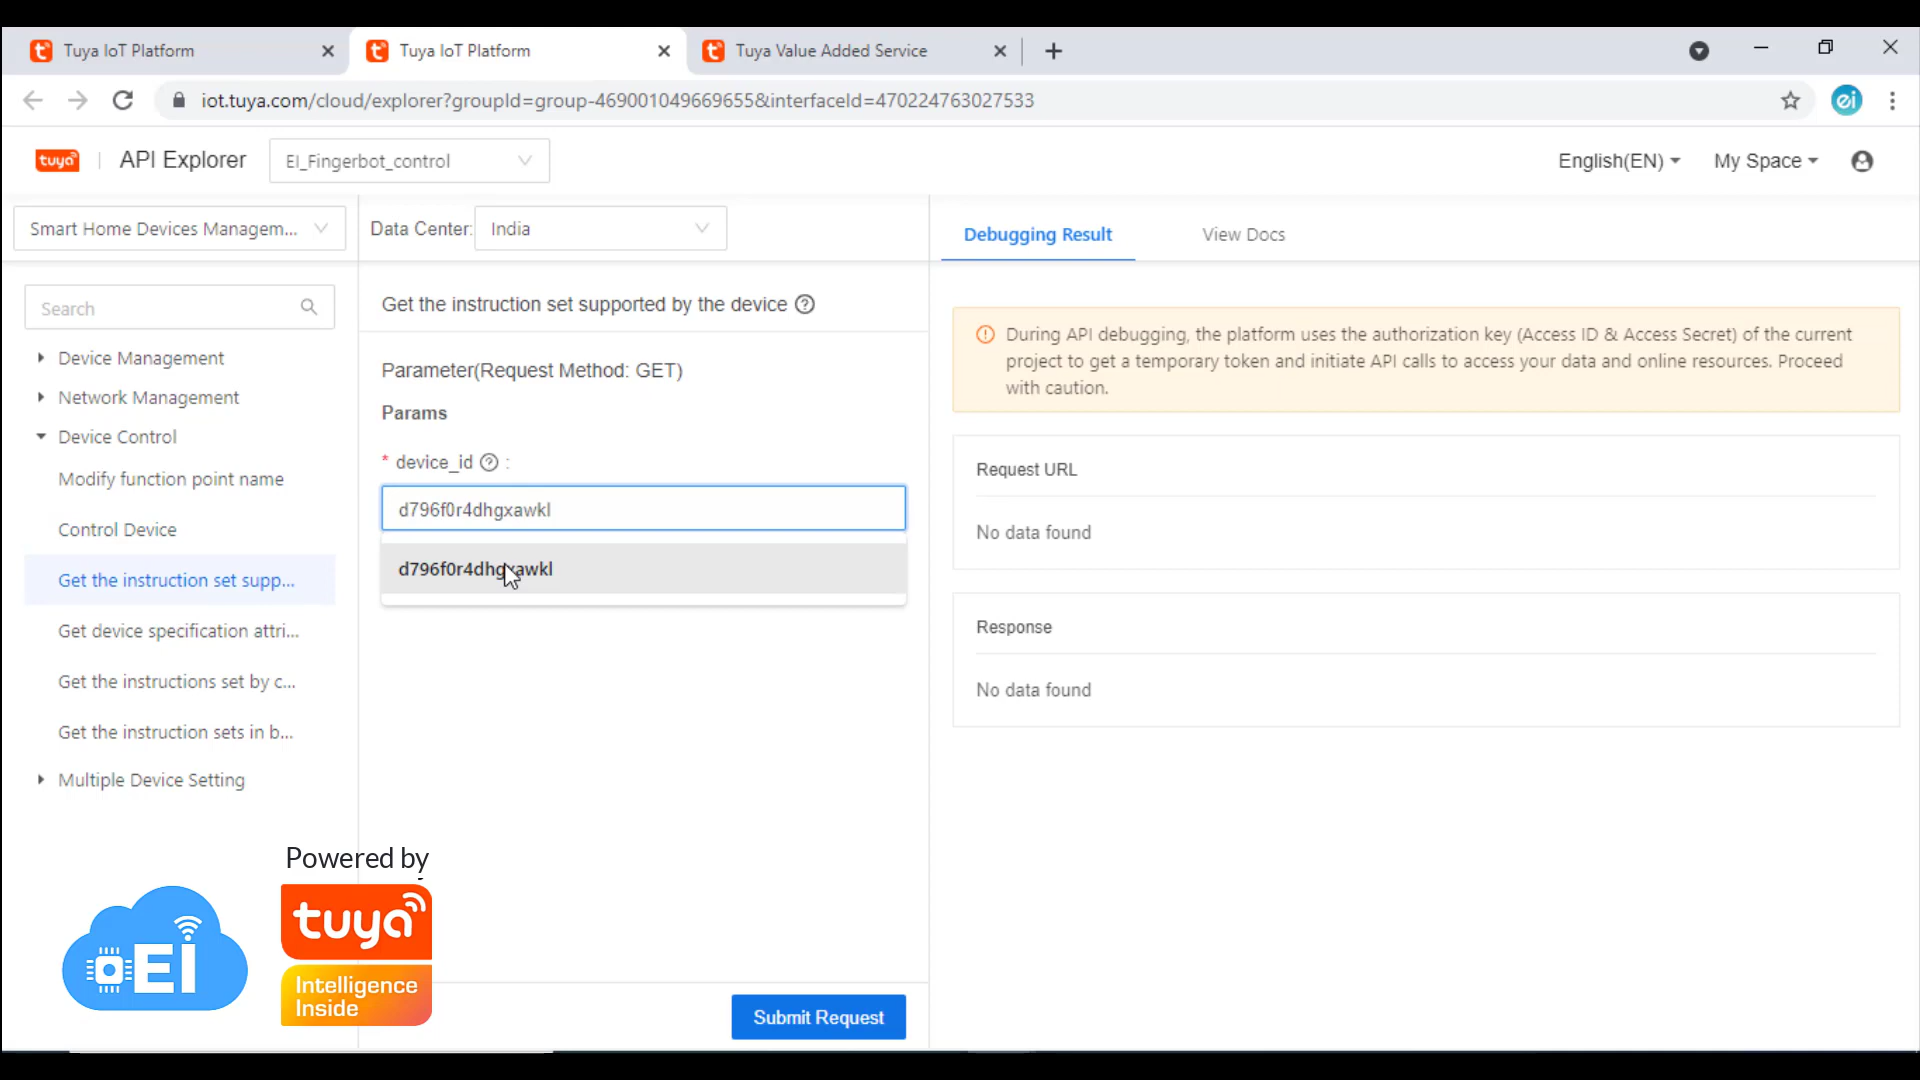 Tuya IoT Platform
Tuya IoT Platform
Tuya Value Added Service
iot.tuya.com/cloud/explorer?groupId=group-469001049669655&interfaceId=470224763027533
ei
tuya
API Explorer
EI_Fingerbot_control
English(EN)
My Space
Smart Home Devices Managem...
Data Center:
India
Debugging Result
View Docs
Search
Device Management
Network Management
Device Control
Modify function point name
Control Device
Get the instruction set supp...
Get device specification attri...
Get the instructions set by c...
Get the instruction sets in b...
Multiple Device Setting
Get the instruction set supported by the device
Parameter(Request Method: GET)
Params
* device_id :
d796f0r4dhgxawkl
d796f0r4dhgxawkl
During API debugging, the platform uses the authorization key (Access ID & Access Secret) of the current
project to get a temporary token and initiate API calls to access your data and online resources. Proceed
with caution.
Request URL
No data found
Response
No data found
Submit Request
Powered by
EI
tuya
Intelligence
Inside